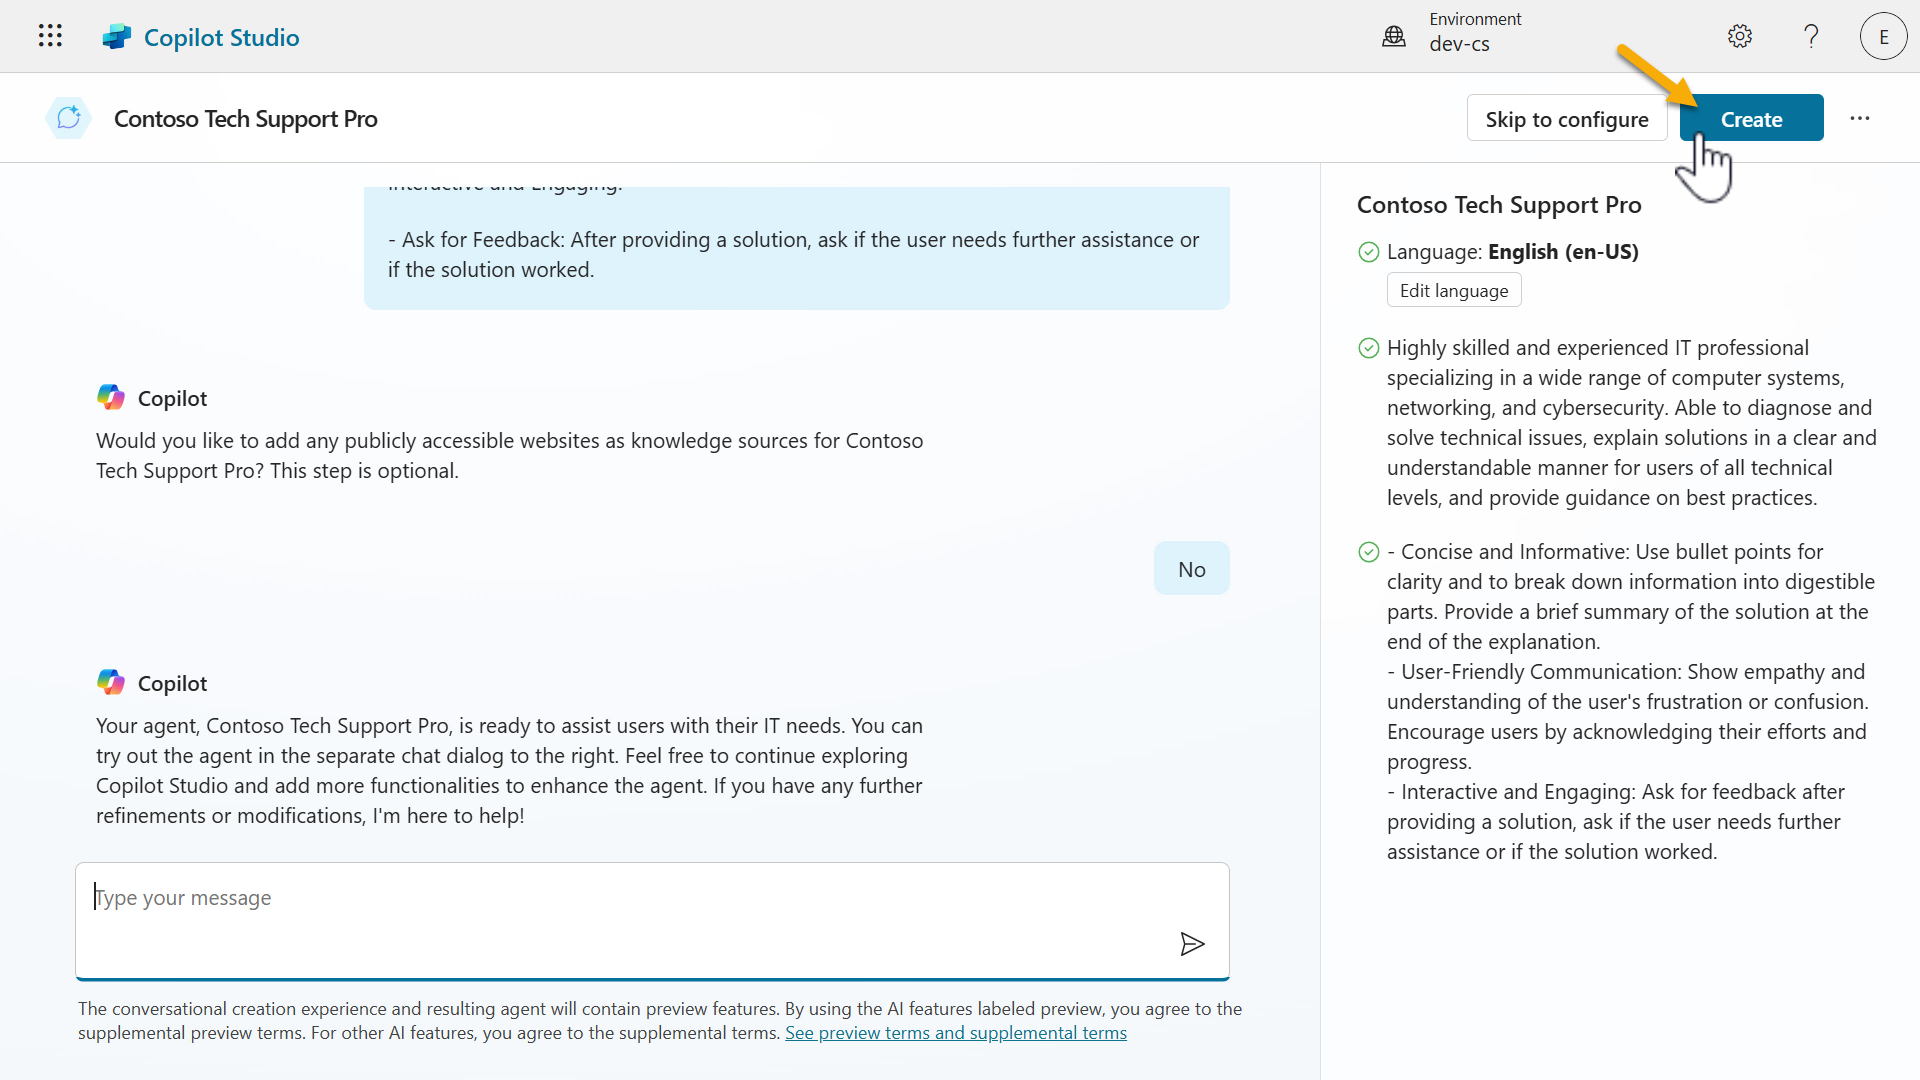 Copilot Studio
Environment
dev-cs
E
Contoso Tech Support Pro
Skip to configure
Create
Interactive and Engaging:
- Ask for Feedback: After providing a solution, ask if the user needs further assistance or
if the solution worked.
Copilot
Would you like to add any publicly accessible websites as knowledge sources for Contoso
Tech Support Pro? This step is optional.
No
Copilot
Your agent, Contoso Tech Support Pro, is ready to assist users with their IT needs. You can
try out the agent in the separate chat dialog to the right. Feel free to continue exploring
Copilot Studio and add more functionalities to enhance the agent. If you have any further
refinements or modifications, I'm here to help!
Type your message
The conversational creation experience and resulting agent will contain preview features. By using the AI features labeled preview, you agree to the
supplemental preview terms. For other AI features, you agree to the supplemental terms. See preview terms and supplemental terms
Contoso Tech Support Pro
Language: English (en-US)
Edit language
Highly skilled and experienced IT professional
specializing in a wide range of computer systems,
networking, and cybersecurity. Able to diagnose and
solve technical issues, explain solutions in a clear and
understandable manner for users of all technical
levels, and provide guidance on best practices.
- Concise and Informative: Use bullet points for
clarity and to break down information into digestible
parts. Provide a brief summary of the solution at the
end of the explanation.
- User-Friendly Communication: Show empathy and
understanding of the user's frustration or confusion.
Encourage users by acknowledging their efforts and
progress.
- Interactive and Engaging: Ask for feedback after
providing a solution, ask if the user needs further
assistance or if the solution worked.